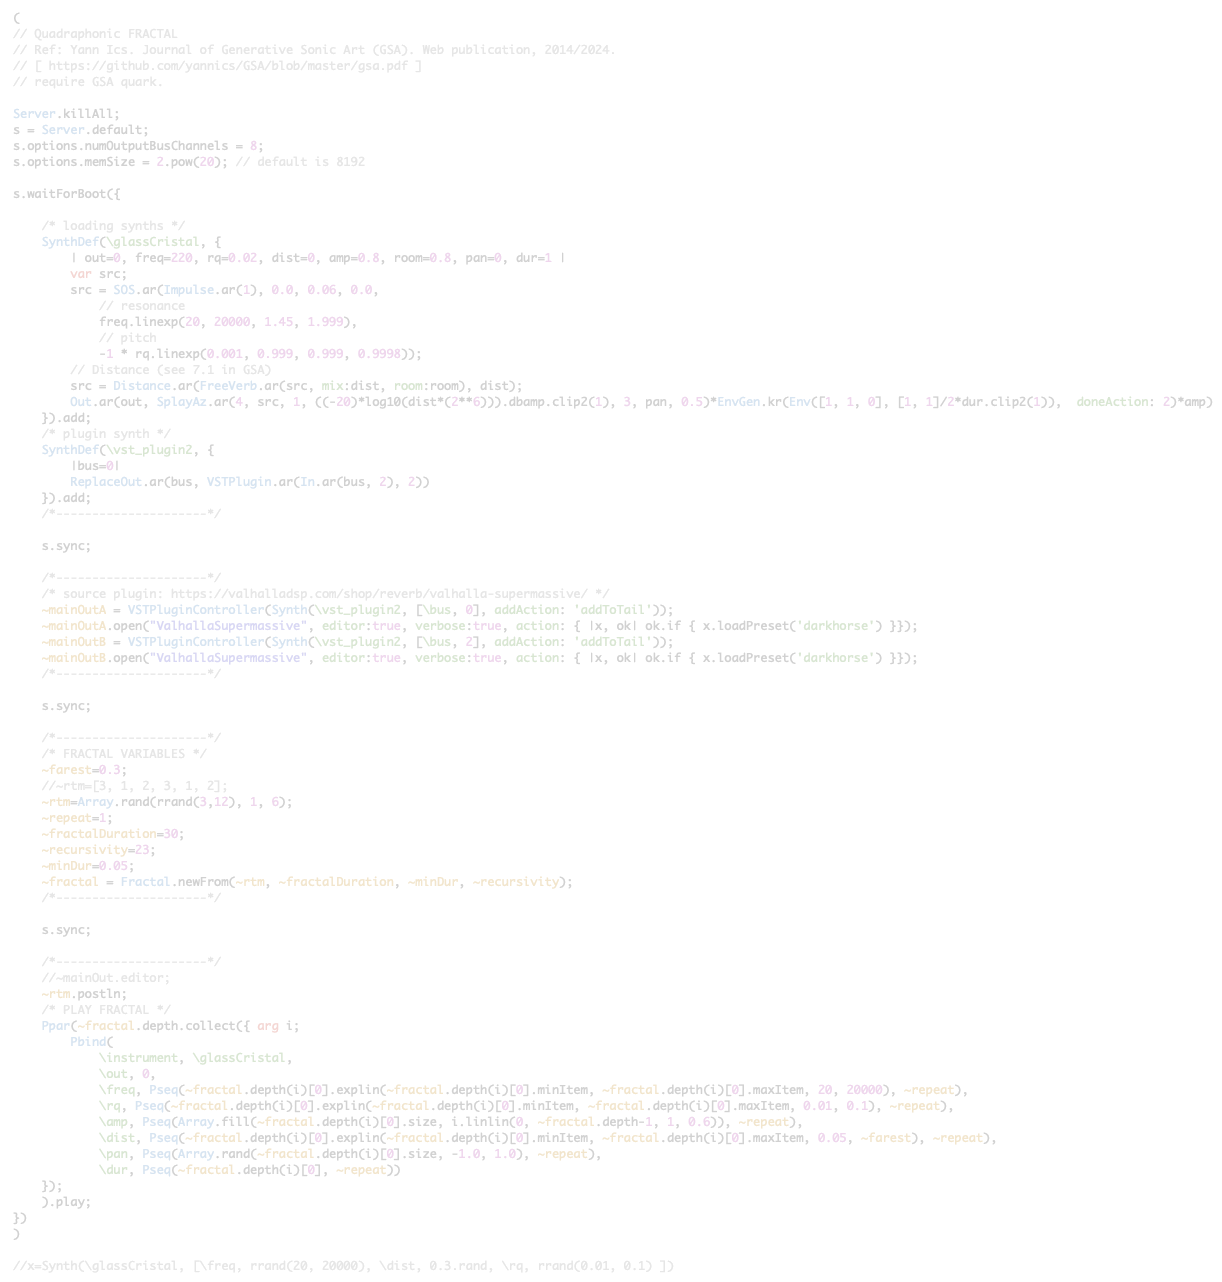 (
// Quadraphonic FRACTAL
// Ref: Yann Ics. Journal of Generative Sonic Art (GSA). Web publication, 2014/2024.
// [ https://github.com/yannics/GSA/blob/master/gsa.pdf ]
// require GSA quark.

Server.killAll;
s = Server.default;
s.options.numOutputBusChannels = 8;
s.options.memSize = 2.pow(20); // default is 8192

s.waitForBoot({

    /* loading synths */
    SynthDef(\glassCristal, {
        | out=0, freq=220, rq=0.02, dist=0, amp=0.8, room=0.8, pan=0, dur=1 |
        var src;
        src = SOS.ar(Impulse.ar(1), 0.0, 0.06, 0.0,
            // resonance
            freq.linexp(20, 20000, 1.45, 1.999),
            // pitch
            -1 * rq.linexp(0.001, 0.999, 0.999, 0.9998));
        // Distance (see 7.1 in GSA)
        src = Distance.ar(FreeVerb.ar(src, mix:dist, room:room), dist);
        Out.ar(out, SplayAz.ar(4, src, 1, ((-20)*log10(dist*(2**6))).dbamp.clip2(1), 3, pan, 0.5)*EnvGen.kr(Env([1, 1, 0], [1, 1]/2*dur.clip2(1)),  doneAction: 2)*amp)
    }).add;
    /* plugin synth */
    SynthDef(\vst_plugin2, {
        |bus=0|
        ReplaceOut.ar(bus, VSTPlugin.ar(In.ar(bus, 2), 2))
    }).add;
    /*---------------------*/

    s.sync;

    /*---------------------*/
    /* source plugin: https://valhalladsp.com/shop/reverb/valhalla-supermassive/ */
    ~mainOutA = VSTPluginController(Synth(\vst_plugin2, [\bus, 0], addAction: 'addToTail'));
    ~mainOutA.open("ValhallaSupermassive", editor:true, verbose:true, action: { |x, ok| ok.if { x.loadPreset('darkhorse') }});
    ~mainOutB = VSTPluginController(Synth(\vst_plugin2, [\bus, 2], addAction: 'addToTail'));
    ~mainOutB.open("ValhallaSupermassive", editor:true, verbose:true, action: { |x, ok| ok.if { x.loadPreset('darkhorse') }});
    /*---------------------*/

    s.sync;

    /*---------------------*/
    /* FRACTAL VARIABLES */
    ~farest=0.3;
    //~rtm=[3, 1, 2, 3, 1, 2];
    ~rtm=Array.rand(rrand(3,12), 1, 6);
    ~repeat=1;
    ~fractalDuration=30;
    ~recursivity=23;
    ~minDur=0.05;
    ~fractal = Fractal.newFrom(~rtm, ~fractalDuration, ~minDur, ~recursivity);
    /*---------------------*/

    s.sync;

    /*---------------------*/
    //~mainOut.editor;
    ~rtm.postln;
    /* PLAY FRACTAL */
    Ppar(~fractal.depth.collect({ arg i;
        Pbind(
            \instrument, \glassCristal,
            \out, 0,
            \freq, Pseq(~fractal.depth(i)[0].explin(~fractal.depth(i)[0].minItem, ~fractal.depth(i)[0].maxItem, 20, 20000), ~repeat),
            \rq, Pseq(~fractal.depth(i)[0].explin(~fractal.depth(i)[0].minItem, ~fractal.depth(i)[0].maxItem, 0.01, 0.1), ~repeat),
            \amp, Pseq(Array.fill(~fractal.depth(i)[0].size, i.linlin(0, ~fractal.depth-1, 1, 0.6)), ~repeat),
            \dist, Pseq(~fractal.depth(i)[0].explin(~fractal.depth(i)[0].minItem, ~fractal.depth(i)[0].maxItem, 0.05, ~farest), ~repeat),
            \pan, Pseq(Array.rand(~fractal.depth(i)[0].size, -1.0, 1.0), ~repeat),
            \dur, Pseq(~fractal.depth(i)[0], ~repeat))
    });
    ).play;
})
)

//x=Synth(\glassCristal, [\freq, rrand(20, 20000), \dist, 0.3.rand, \rq, rrand(0.01, 0.1) ])